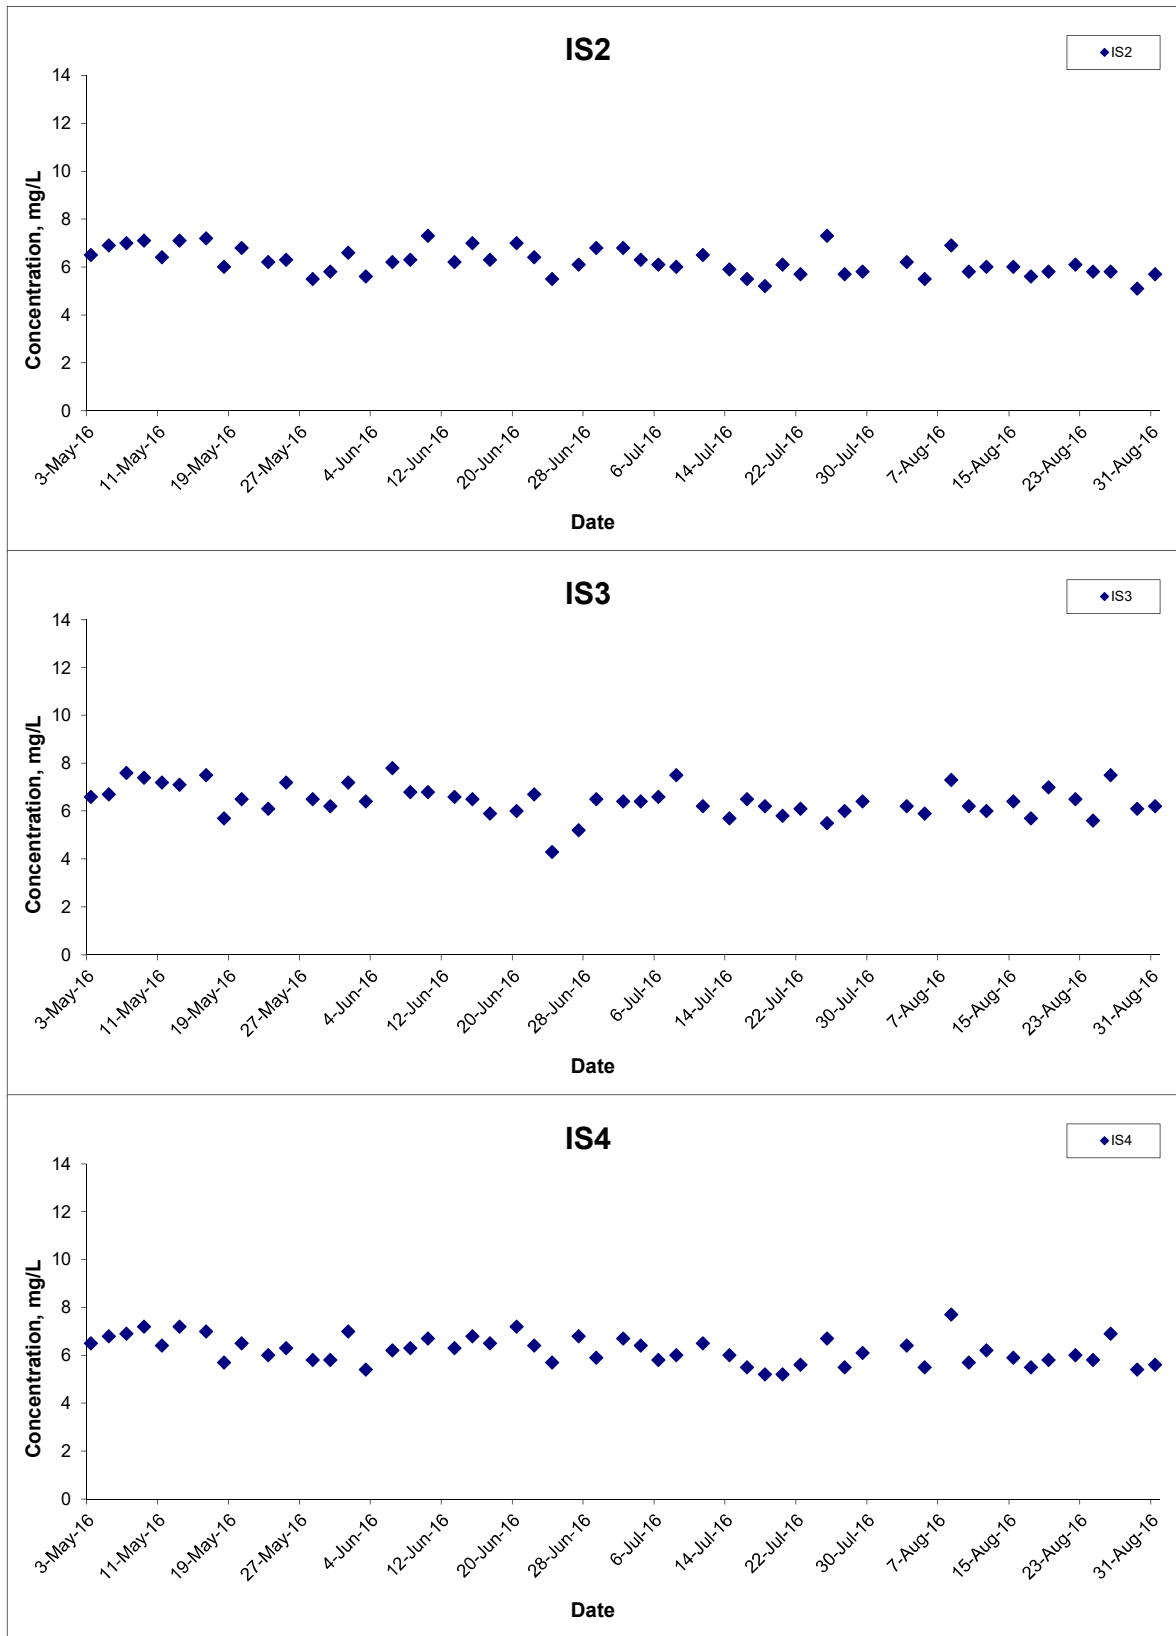 IS2
IS2
Concentration, mg/L
14
12
10
8
6
4
2
0
3-May-16
11-May-16
19-May-16
27-May-16
4-Jun-16
12-Jun-16
20-Jun-16
28-Jun-16
6-Jul-16
14-Jul-16
22-Jul-16
30-Jul-16
7-Aug-16
15-Aug-16
23-Aug-16
31-Aug-16
Date
IS3
IS3
Concentration, mg/L
14
12
10
8
6
4
2
0
3-May-16
11-May-16
19-May-16
27-May-16
4-Jun-16
12-Jun-16
20-Jun-16
28-Jun-16
6-Jul-16
14-Jul-16
22-Jul-16
30-Jul-16
7-Aug-16
15-Aug-16
23-Aug-16
31-Aug-16
Date
IS4
IS4
Concentration, mg/L
14
12
10
8
6
4
2
0
3-May-16
11-May-16
19-May-16
27-May-16
4-Jun-16
12-Jun-16
20-Jun-16
28-Jun-16
6-Jul-16
14-Jul-16
22-Jul-16
30-Jul-16
7-Aug-16
15-Aug-16
23-Aug-16
31-Aug-16
Date